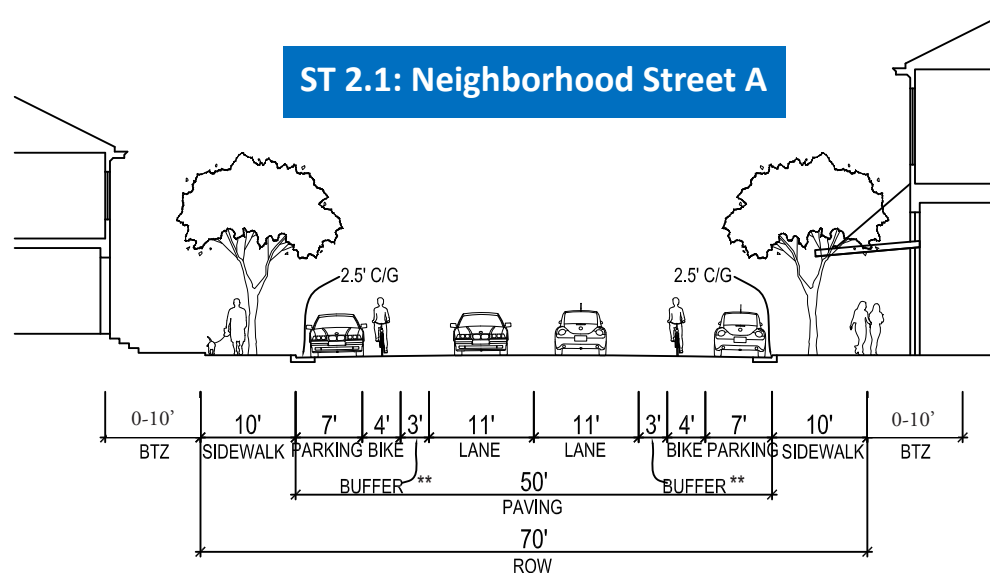 ST 2.1: Neighborhood Street A
2.5' C/G
2.5' C/G
0-10’ 10' 7' 4' 3' 11' 11' 3' 4' 7' 10' 0-10’
BTZ SIDEWALK PARKING BIKE LANE LANE BIKE PARKING SIDEWALK BTZ
BUFFER ** 50' BUFFER **
PAVING
70'
ROW